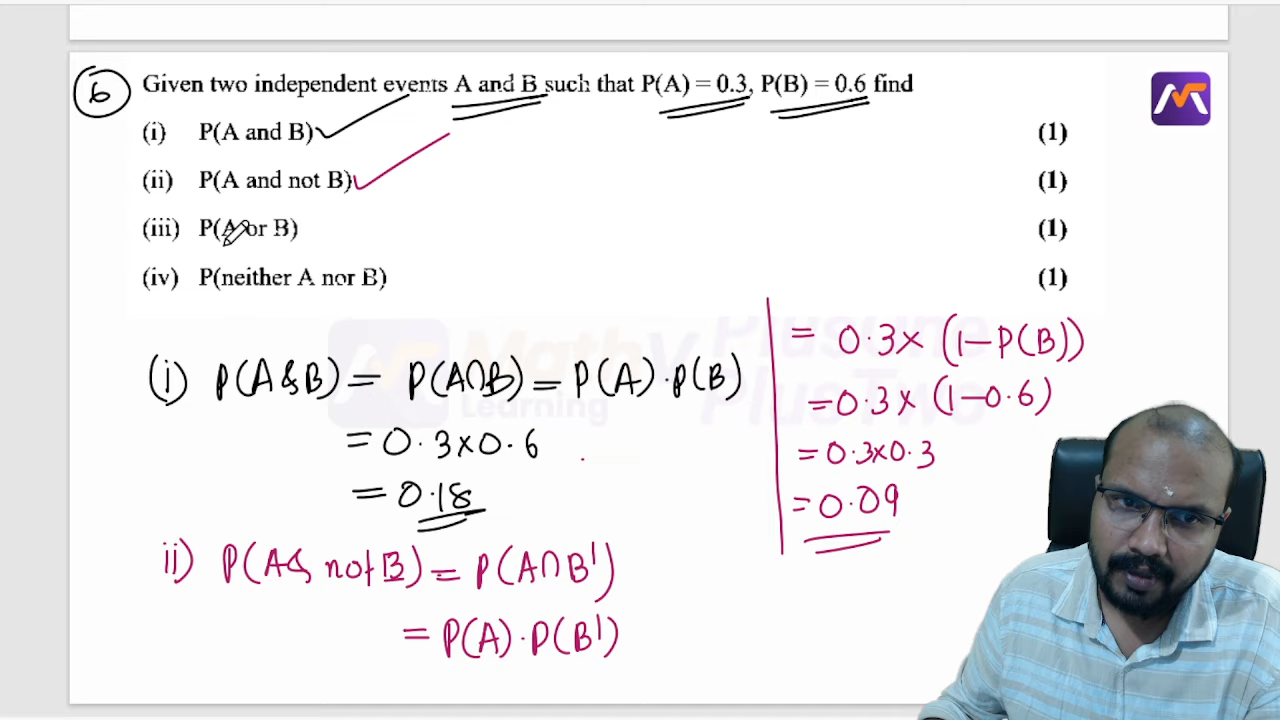 6
Given two independent events A and B such that P(A) = 0.3, P(B) = 0.6 find
(i) P(A and B) (1)
(ii) P(A and not B) (1)
(iii) P(A or B) (1)
(iv) P(neither A nor B) (1)
(i) P(A & B) = P(A∩B) = P(A)·P(B)
= 0.3×0.6
= 0.18
ii) P(A & not B) = P(A∩B')
= P(A)·P(B')
= 0.3× (1−P(B))
=0.3× (1−0.6)
= 0.3×0.3
= 0.09
Learning
PlusTwo